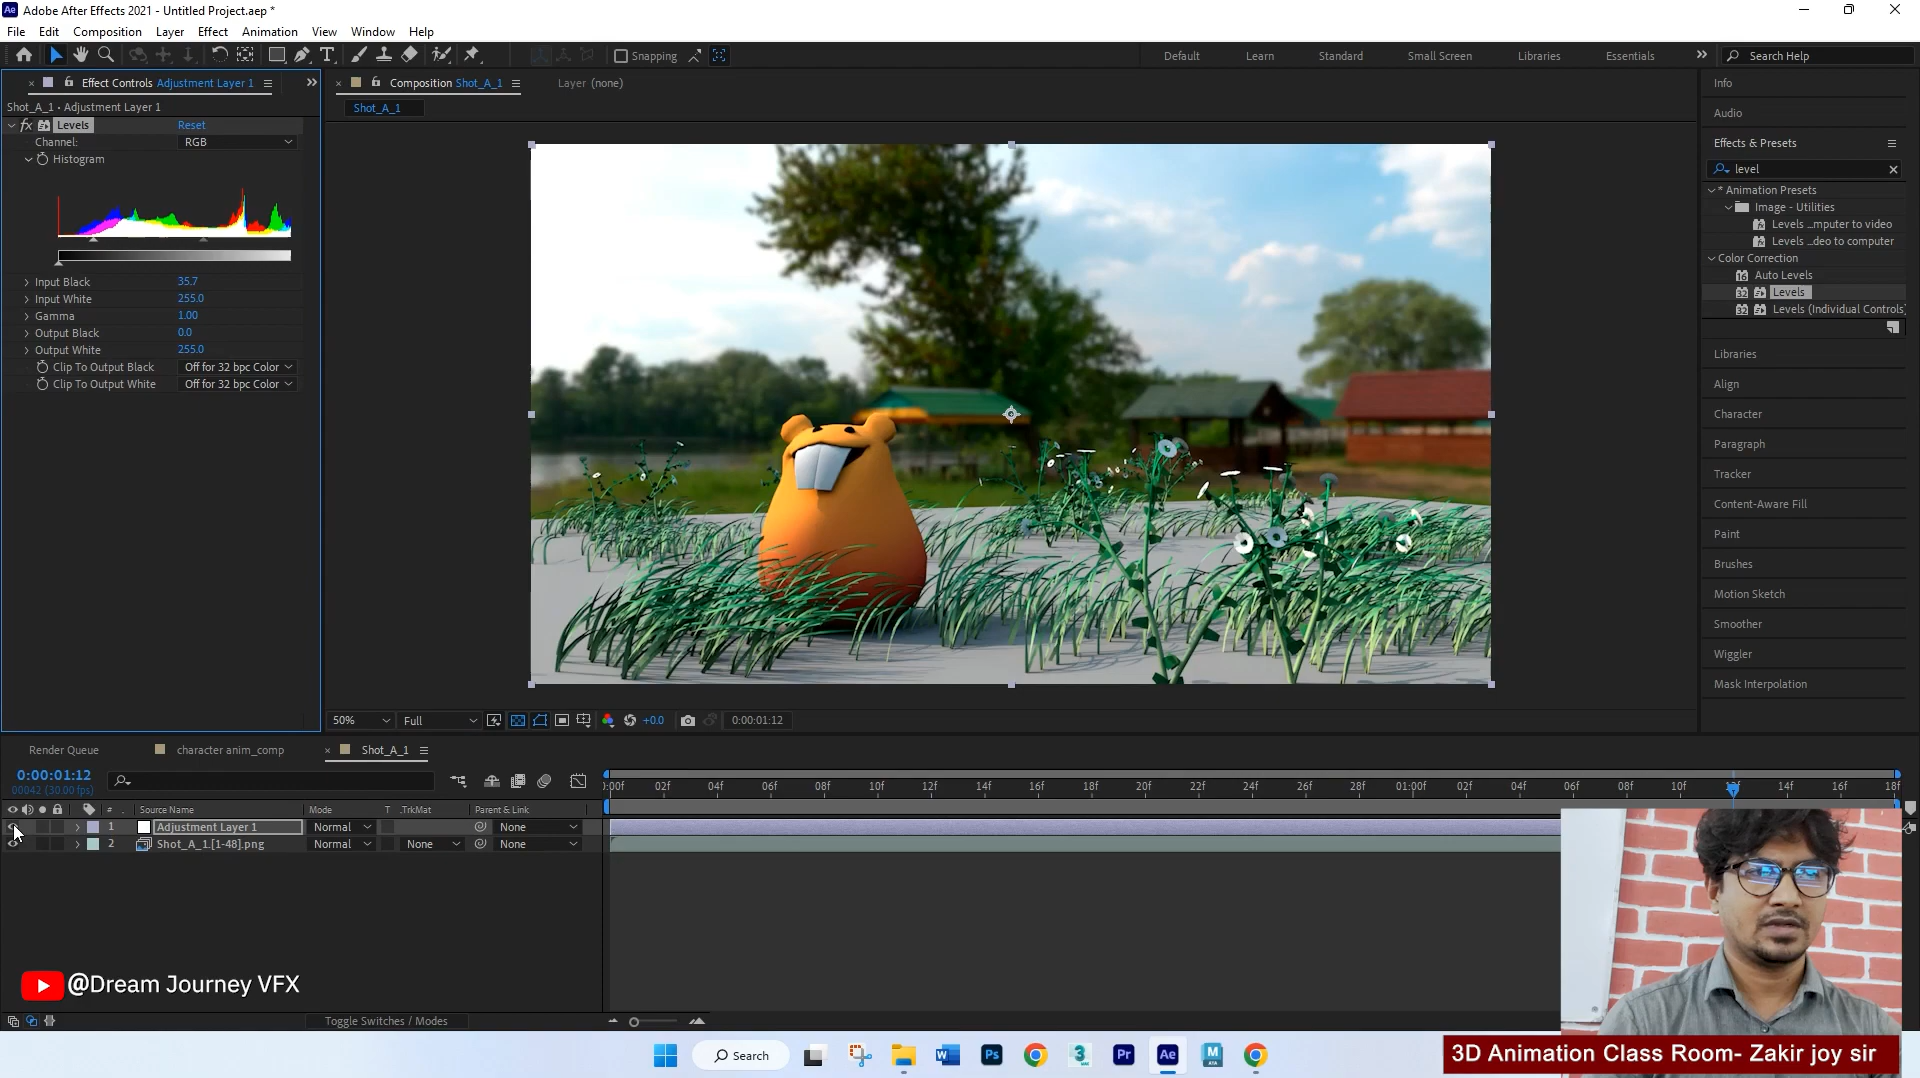 Adobe After Effects 2021 - Untitled Project.aep *
File Edit Composition Layer Effect Animation View Window Help
Snapping Default Learn Standard Small Screen Libraries Essentials Search Help
Effect Controls Adjustment Layer 1
Composition Shot_A_1
Layer (none)
Shot_A_1 • Adjustment Layer 1
Shot_A_1
fx Levels Reset
Channel: RGB
Histogram
Input Black 35.7
Input White 255.0
Gamma 1.00
Output Black 0.0
Output White 255.0
Clip To Output Black Off for 32 bpc Color
Clip To Output White Off for 32 bpc Color
Info
Audio
Effects & Presets
level
* Animation Presets
Image - Utilities
Levels ...mputer to video
Levels ...deo to computer
Color Correction
Auto Levels
Levels
Levels (Individual Controls)
Libraries
Align
Character
Paragraph
Tracker
Content-Aware Fill
Paint
Brushes
Motion Sketch
Smoother
Wiggler
Mask Interpolation
50% Full +0.0 0:00:01:12
Render Queue character anim_comp Shot_A_1
0:00:01:12
00042 (30.00 fps)
:00f 02f 04f 06f 08f 10f 12f 14f 16f 18f 20f 22f 24f 26f 28f 01:00f 02f 04f 06f 08f 10f 12f 14f 16f 18f
# Source Name Mode T .TrkMat Parent & Link
1 Adjustment Layer 1 Normal None
2 Shot_A_1.[1-48].png Normal None None
@Dream Journey VFX
Toggle Switches / Modes
Search
3D Animation Class Room- Zakir joy sir